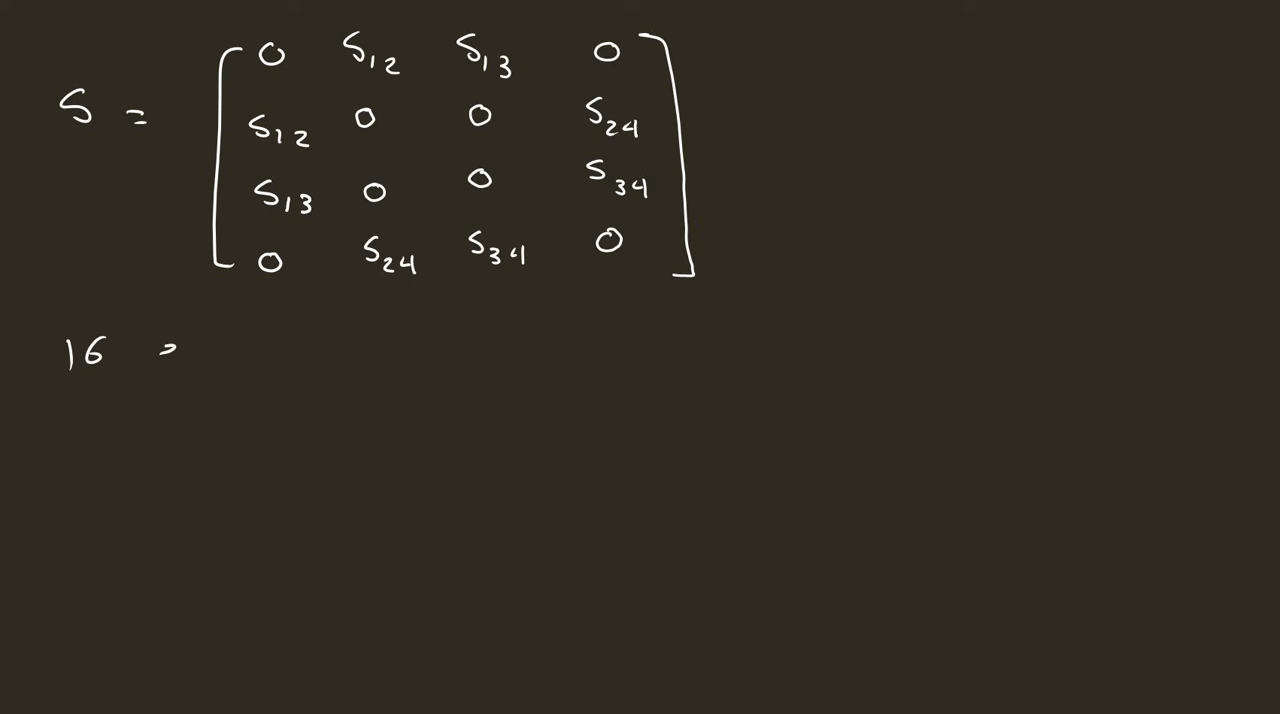 S = [ 0 S12 S13 0
S12 0 0 S24
S13 0 0 S34
0 S24 S34 0 ]
16 =